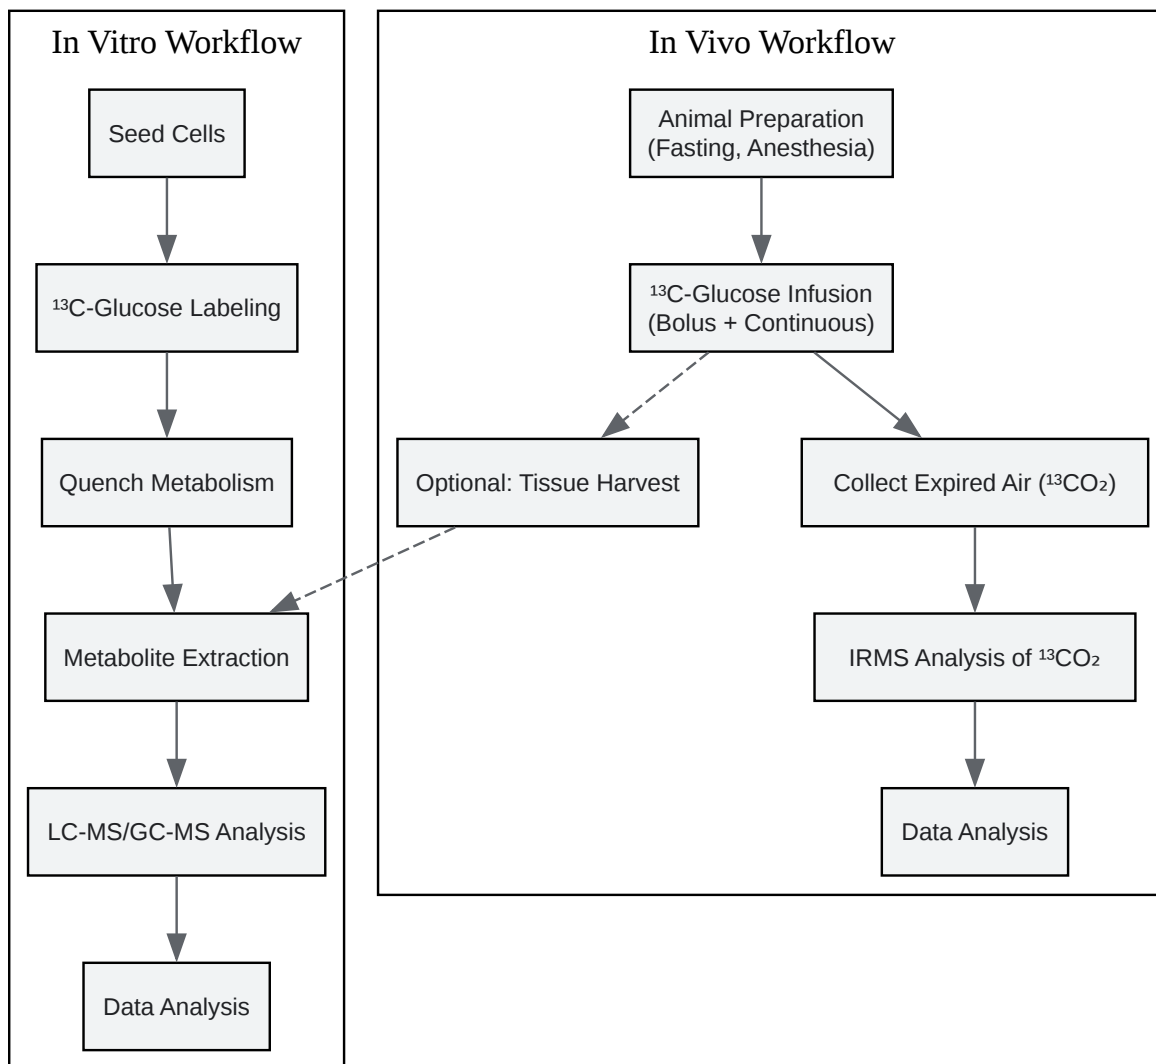 In Vitro Workflow
Seed Cells
¹³C-Glucose Labeling
Quench Metabolism
Metabolite Extraction
LC-MS/GC-MS Analysis
Data Analysis
In Vivo Workflow
Animal Preparation
(Fasting, Anesthesia)
¹³C-Glucose Infusion
(Bolus + Continuous)
Optional: Tissue Harvest
Collect Expired Air (¹³CO₂)
IRMS Analysis of ¹³CO₂
Data Analysis